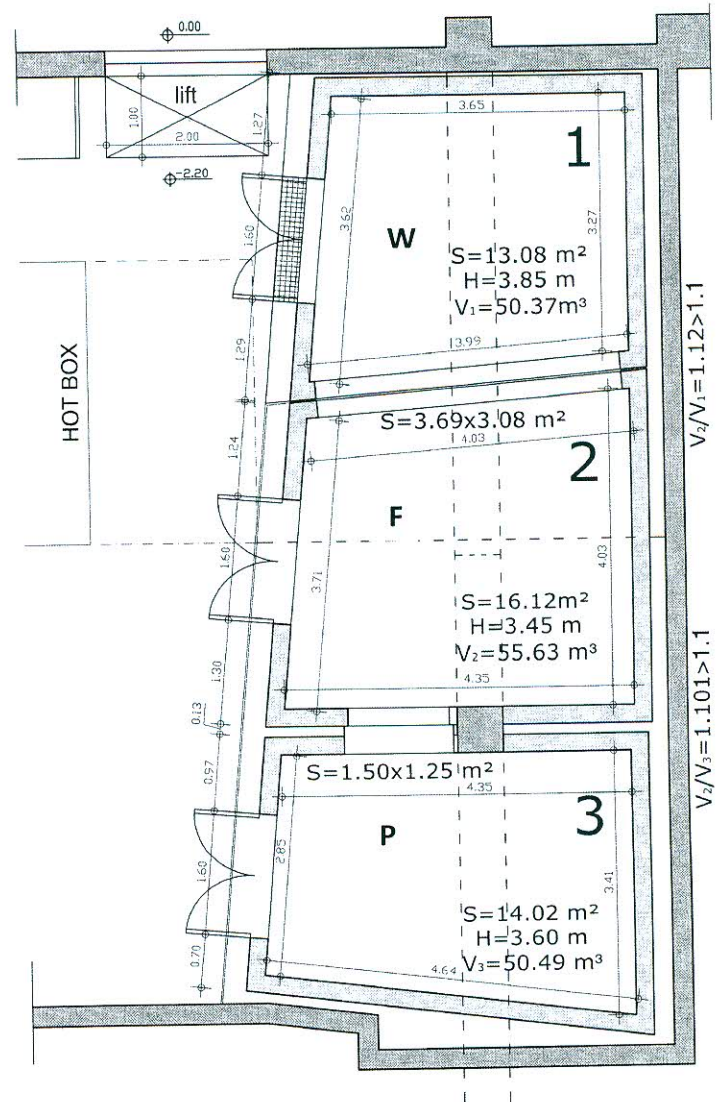 0.00
lift
1.00
2.00
1.27
-2.20
3.65
1
3.62
3.27
W
1.60
S=13.08 m²
H=3.85 m
V₁=50.37m³
3.99
1.29
HOT BOX
V₂/V₁=1.12>1.1
S=3.69x3.08 m²
4.03
2
1.24
F
1.60
3.71
4.03
S=16.12m²
H=3.45 m
V₂=55.63 m³
4.35
1.30
0.13
V₂/V₃=1.101>1.1
0.97
S=1.50x1.25 m²
4.35
3
P
2.85
3.41
1.60
S=14.02 m²
H=3.60 m
V₃=50.49 m³
4.64
0.70